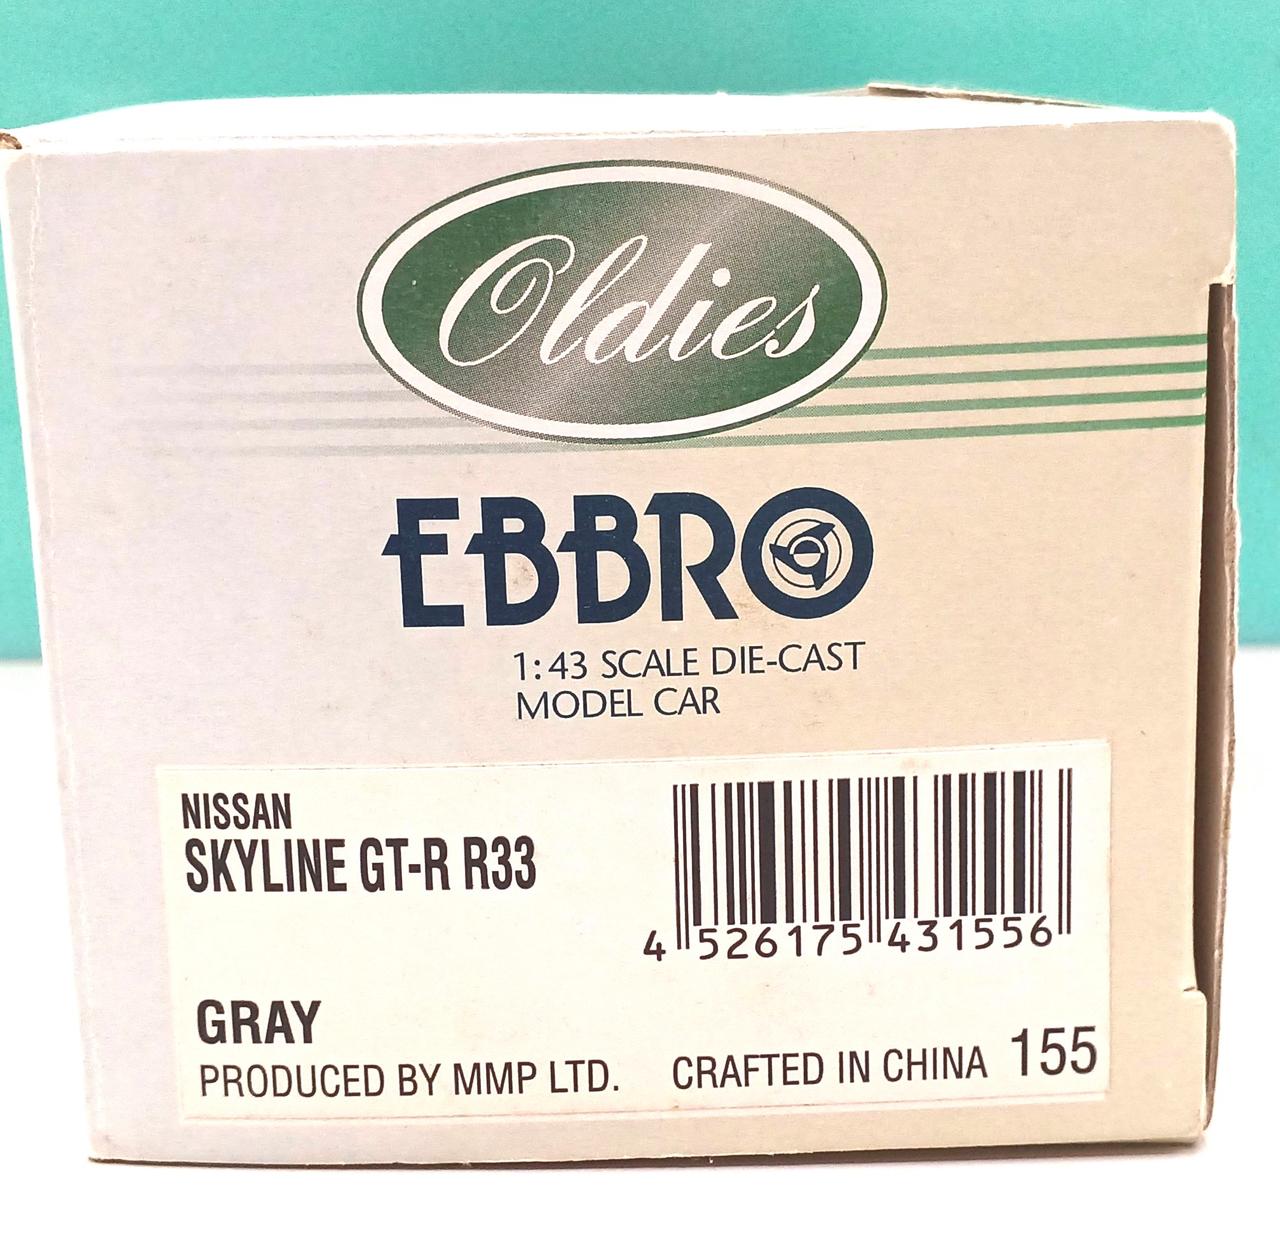 Oldies
EBBRO
1:43 SCALE DIE-CAST
MODEL CAR
NISSAN
SKYLINE GT-R R33
4 526175 431556
GRAY
PRODUCED BY MMP LTD. CRAFTED IN CHINA 155